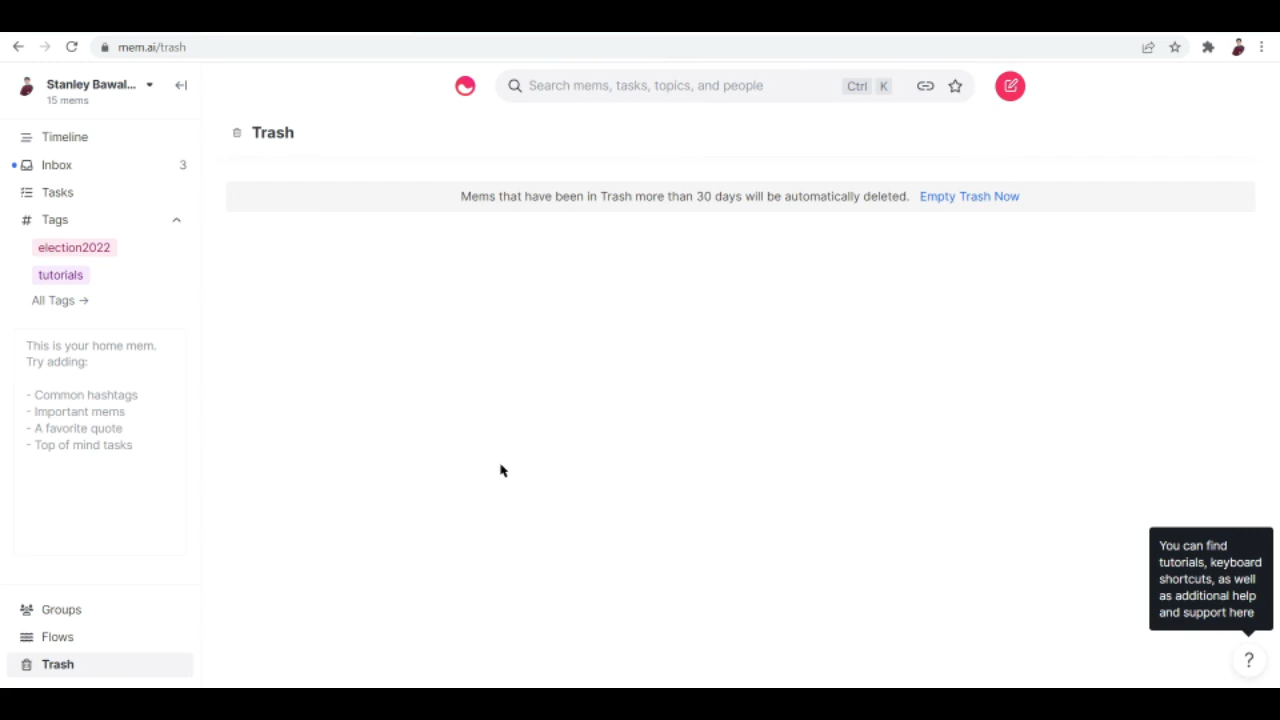 mem.ai/trash
Stanley Bawal...
15 mems
Search mems, tasks, topics, and people
Ctrl K
Timeline
Inbox 3
Tasks
# Tags
election2022
tutorials
All Tags →
This is your home mem.
Try adding:
- Common hashtags
- Important mems
- A favorite quote
- Top of mind tasks
Groups
Flows
Trash
Trash
Mems that have been in Trash more than 30 days will be automatically deleted. Empty Trash Now
You can find
tutorials, keyboard
shortcuts, as well
as additional help
and support here
?